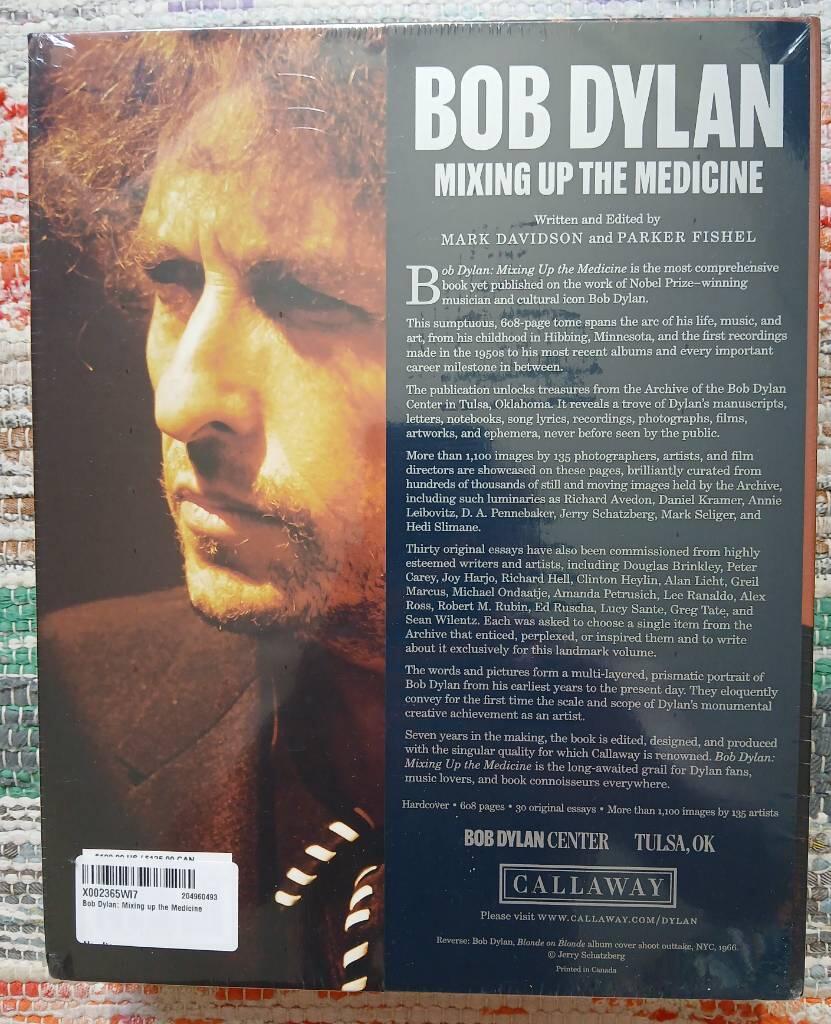 BOB DYLAN
MIXING UP THE MEDICINE
Written and Edited by
MARK DAVIDSON and PARKER FISHEL
Bob Dylan: Mixing Up the Medicine is the most comprehensive
book yet published on the work of Nobel Prize–winning
musician and cultural icon Bob Dylan.
This sumptuous, 608-page tome spans the arc of his life, music, and
art, from his childhood in Hibbing, Minnesota, and the first recordings
made in the 1950s to his most recent albums and every important
career milestone in between.
The publication unlocks treasures from the Archive of the Bob Dylan
Center in Tulsa, Oklahoma. It reveals a trove of Dylan's manuscripts,
letters, notebooks, song lyrics, recordings, photographs, films,
artworks, and ephemera, never before seen by the public.
More than 1,100 images by 135 photographers, artists, and film
directors are showcased on these pages, brilliantly curated from
hundreds of thousands of still and moving images held by the Archive,
including such luminaries as Richard Avedon, Daniel Kramer, Annie
Leibovitz, D. A. Pennebaker, Jerry Schatzberg, Mark Seliger, and
Hedi Slimane.
Thirty original essays have also been commissioned from highly
esteemed writers and artists, including Douglas Brinkley, Peter
Carey, Joy Harjo, Richard Hell, Clinton Heylin, Alan Licht, Greil
Marcus, Michael Ondaatje, Amanda Petrusich, Lee Ranaldo, Alex
Ross, Robert M. Rubin, Ed Ruscha, Lucy Sante, Greg Tate, and
Sean Wilentz. Each was asked to choose a single item from the
Archive that enticed, perplexed, or inspired them and to write
about it exclusively for this landmark volume.
The words and pictures form a multi-layered, prismatic portrait of
Bob Dylan from his earliest years to the present day. They eloquently
convey for the first time the scale and scope of Dylan's monumental
creative achievement as an artist.
Seven years in the making, the book is edited, designed, and produced
with the singular quality for which Callaway is renowned. Bob Dylan:
Mixing Up the Medicine is the long-awaited grail for Dylan fans,
music lovers, and book connoisseurs everywhere.
Hardcover • 608 pages • 30 original essays • More than 1,100 images by 135 artists
BOB DYLAN CENTER TULSA, OK
CALLAWAY
Please visit WWW.CALLAWAY.COM/DYLAN
Reverse: Bob Dylan, Blonde on Blonde album cover shoot outtake, NYC, 1966.
© Jerry Schatzberg
Printed in Canada
X002365WI7 204960493
Bob Dylan: Mixing up the Medicine